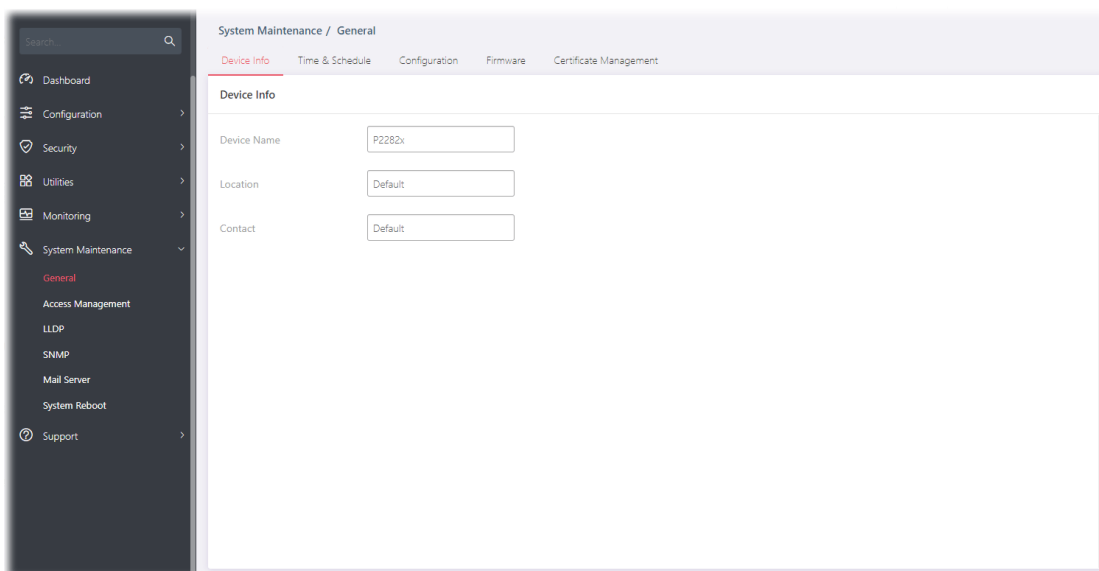 Search...
Dashboard
Configuration
Security
Utilities
Monitoring
System Maintenance
General
Access Management
LLDP
SNMP
Mail Server
System Reboot
Support
System Maintenance / General
Device Info Time & Schedule Configuration Firmware Certificate Management
Device Info
Device Name P2282x
Location Default
Contact Default